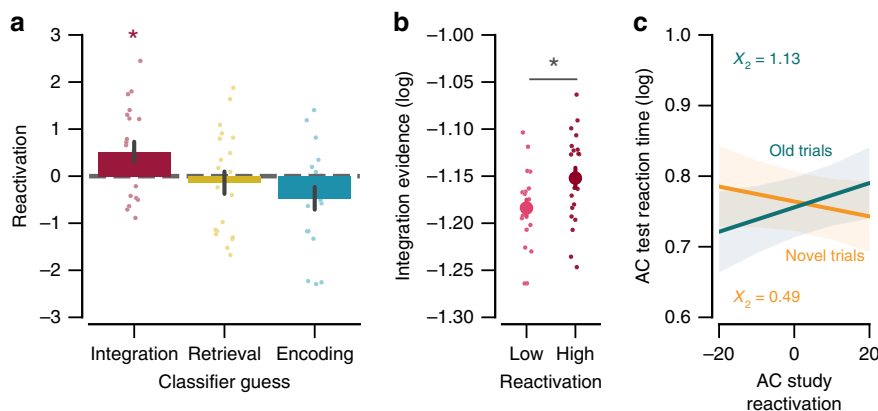 a
*
3
2
1
0
−1
−2
−3
Reactivation
Integration Retrieval Encoding
Classifier guess
b
*
−1.00
−1.05
−1.10
−1.15
−1.20
−1.25
−1.30
Integration evidence (log)
Low High
Reactivation
c
1.0
0.9
0.8
0.7
0.6
AC test reaction time (log)
X2 = 1.13
Old trials
Novel trials
X2 = 0.49
−20 0 20
AC study
reactivation